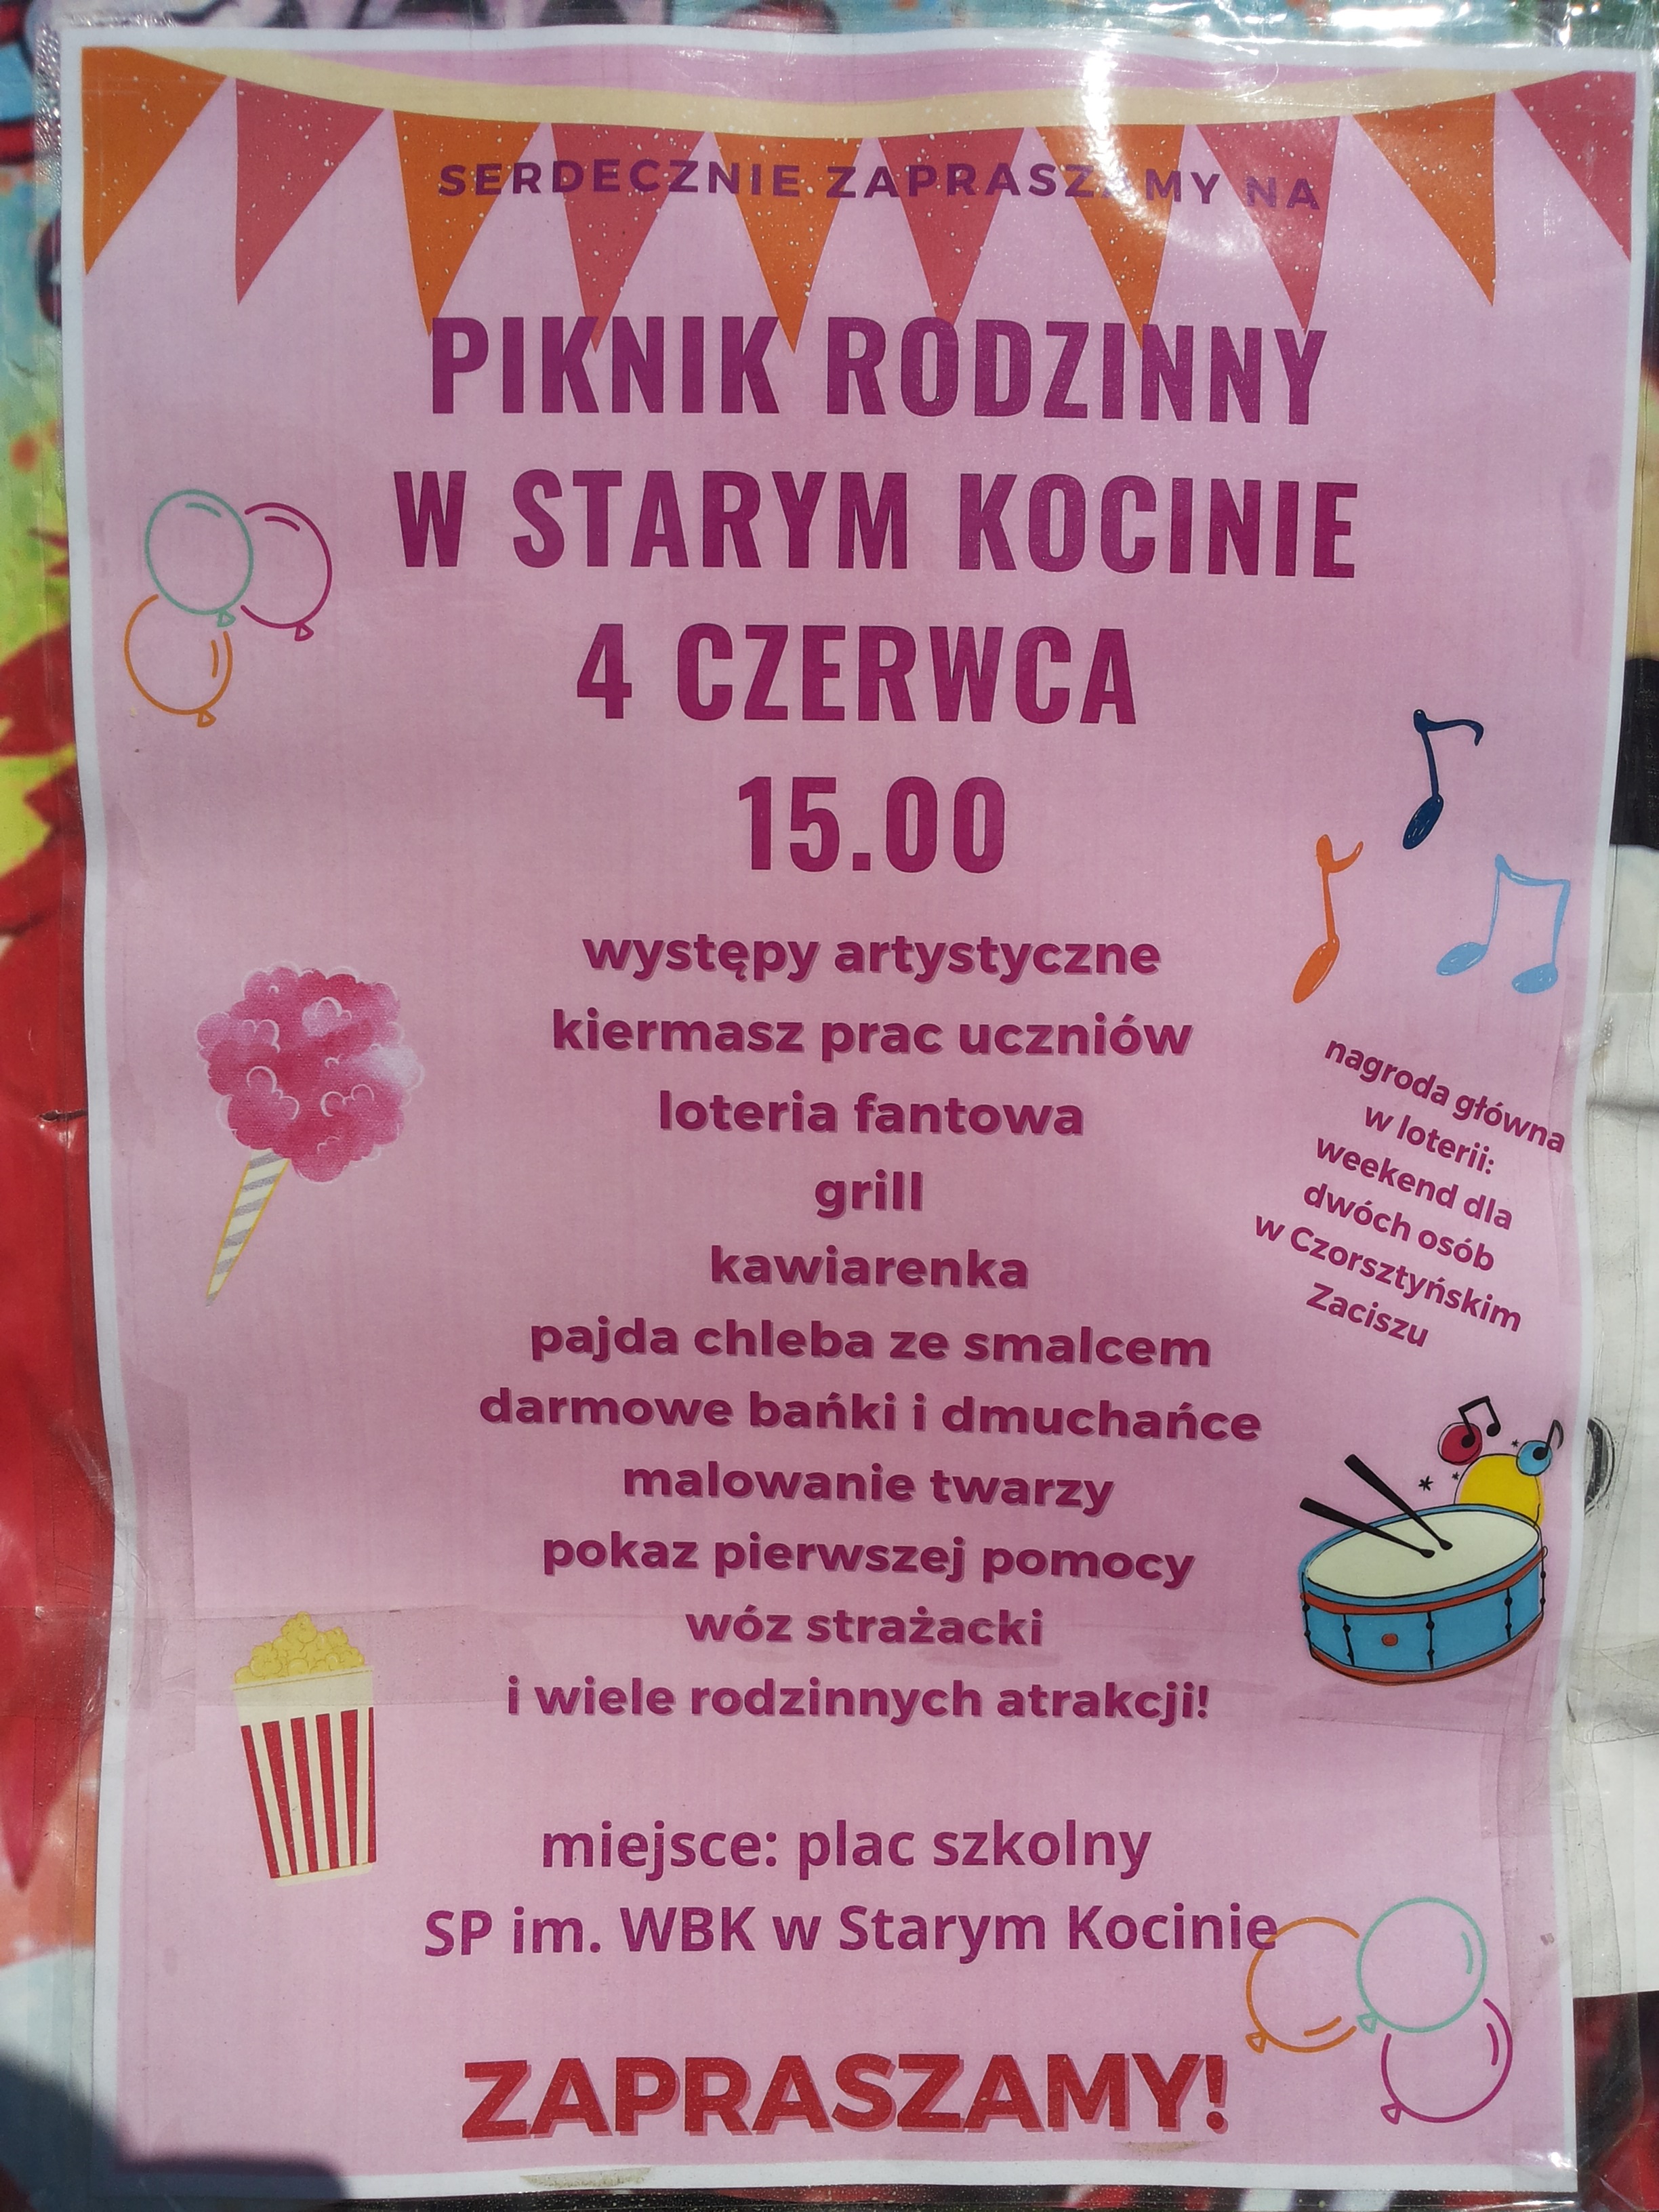 SERDECZNIE ZAPRASZAMY NA
PIKNIK RODZINNY
W STARYM KOCINIE
4 CZERWCA
15.00
występy artystyczne
kiermasz prac uczniów
loteria fantowa
grill
kawiarenka
pajda chleba ze smalcem
darmowe bańki i dmuchańce
malowanie twarzy
pokaz pierwszej pomocy
wóz strażacki
i wiele rodzinnych atrakcji!
nagroda główna
w loterii:
weekend dla
dwóch osób
w Czorsztyńskim
Zaciszu
miejsce: plac szkolny
SP im. WBK w Starym Kocinie
ZAPRASZAMY!